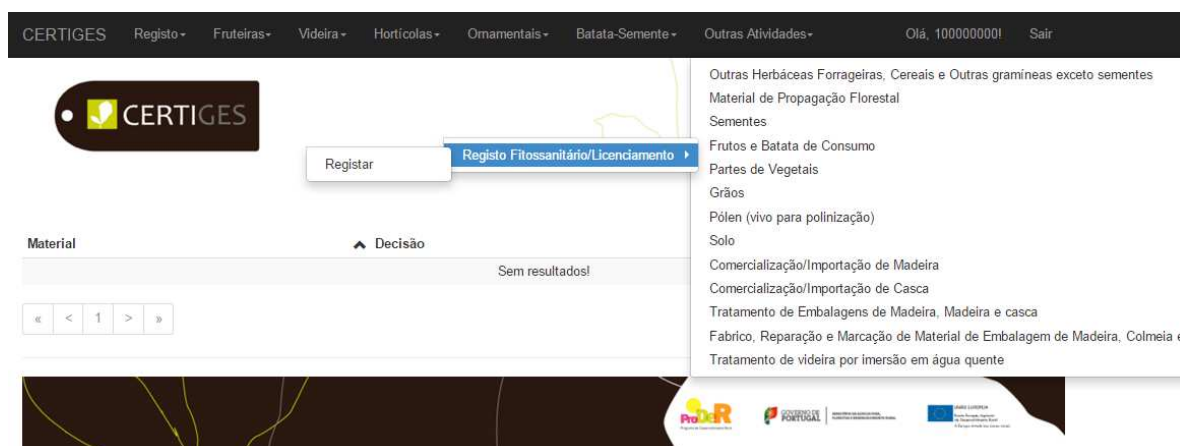 CERTIGES Registo Fruteiras Videira Hortícolas Ornamentais Batata-Semente Outras Atividades Olá, 100000000! Sair
Outras Herbáceas Forrageiras, Cereais e Outras gramíneas exceto sementes
Material de Propagação Florestal
CERTIGES
Sementes
Frutos e Batata de Consumo
Registar Registo Fitossanitário/Licenciamento
Partes de Vegetais
Grãos
Pólen (vivo para polinização)
Solo
Material Decisão
Comercialização/Importação de Madeira
Sem resultados!
Comercialização/Importação de Casca
Tratamento de Embalagens de Madeira, Madeira e casca
« < 1 > »
Fabrico, Reparação e Marcação de Material de Embalagem de Madeira, Colmeia e
Tratamento de videira por imersão em água quente
ProDeR
GOVERNO DE PORTUGAL
UNIÃO EUROPEIA